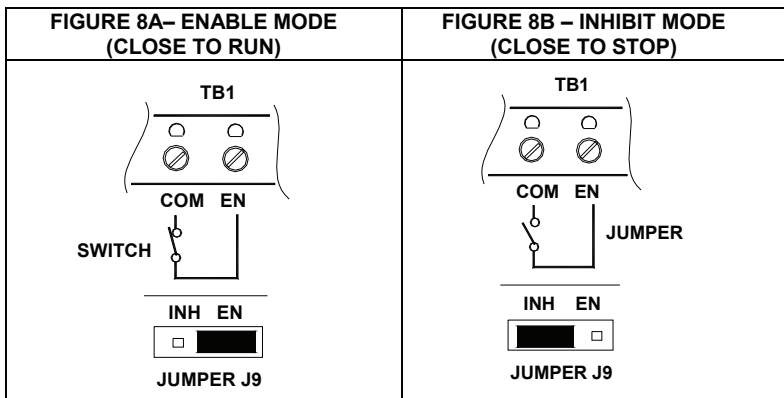 FIGURE 8A– ENABLE MODE
(CLOSE TO RUN)
FIGURE 8B – INHIBIT MODE
(CLOSE TO STOP)
TB1
COM EN
SWITCH
INH EN
JUMPER J9
TB1
COM EN
JUMPER
INH EN
JUMPER J9